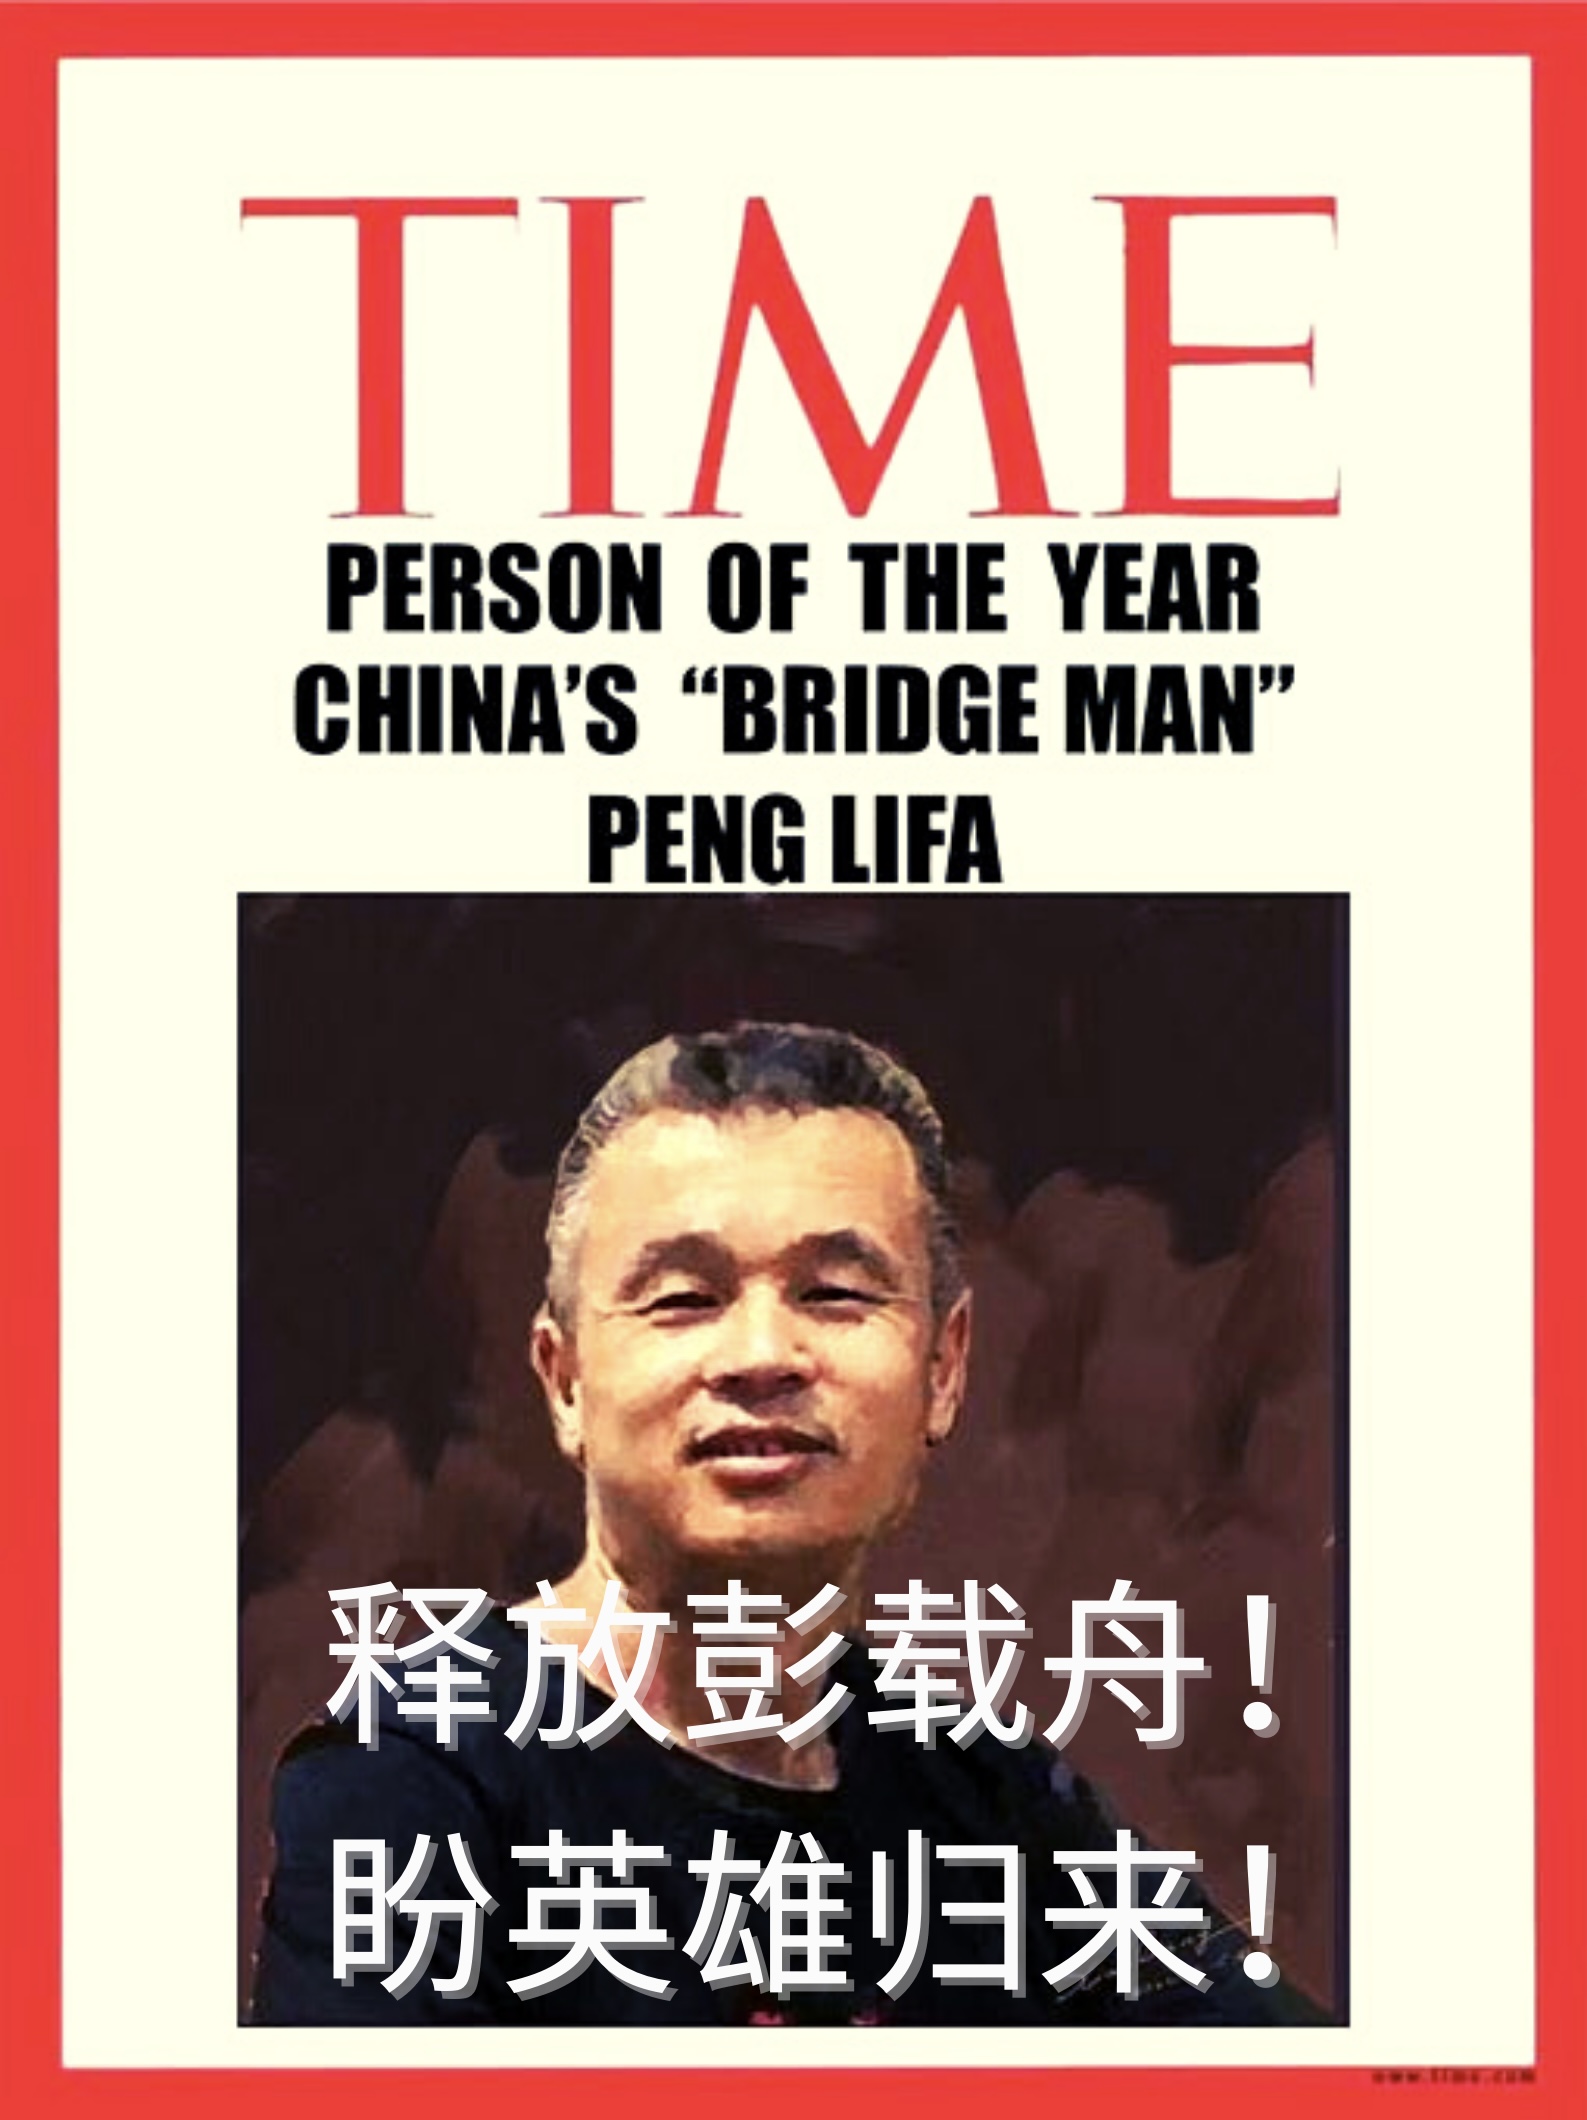 TIME
PERSON OF THE YEAR
CHINA'S “BRIDGE MAN”
PENG LIFA
释放彭载舟！
盼英雄归来！
www.time.com